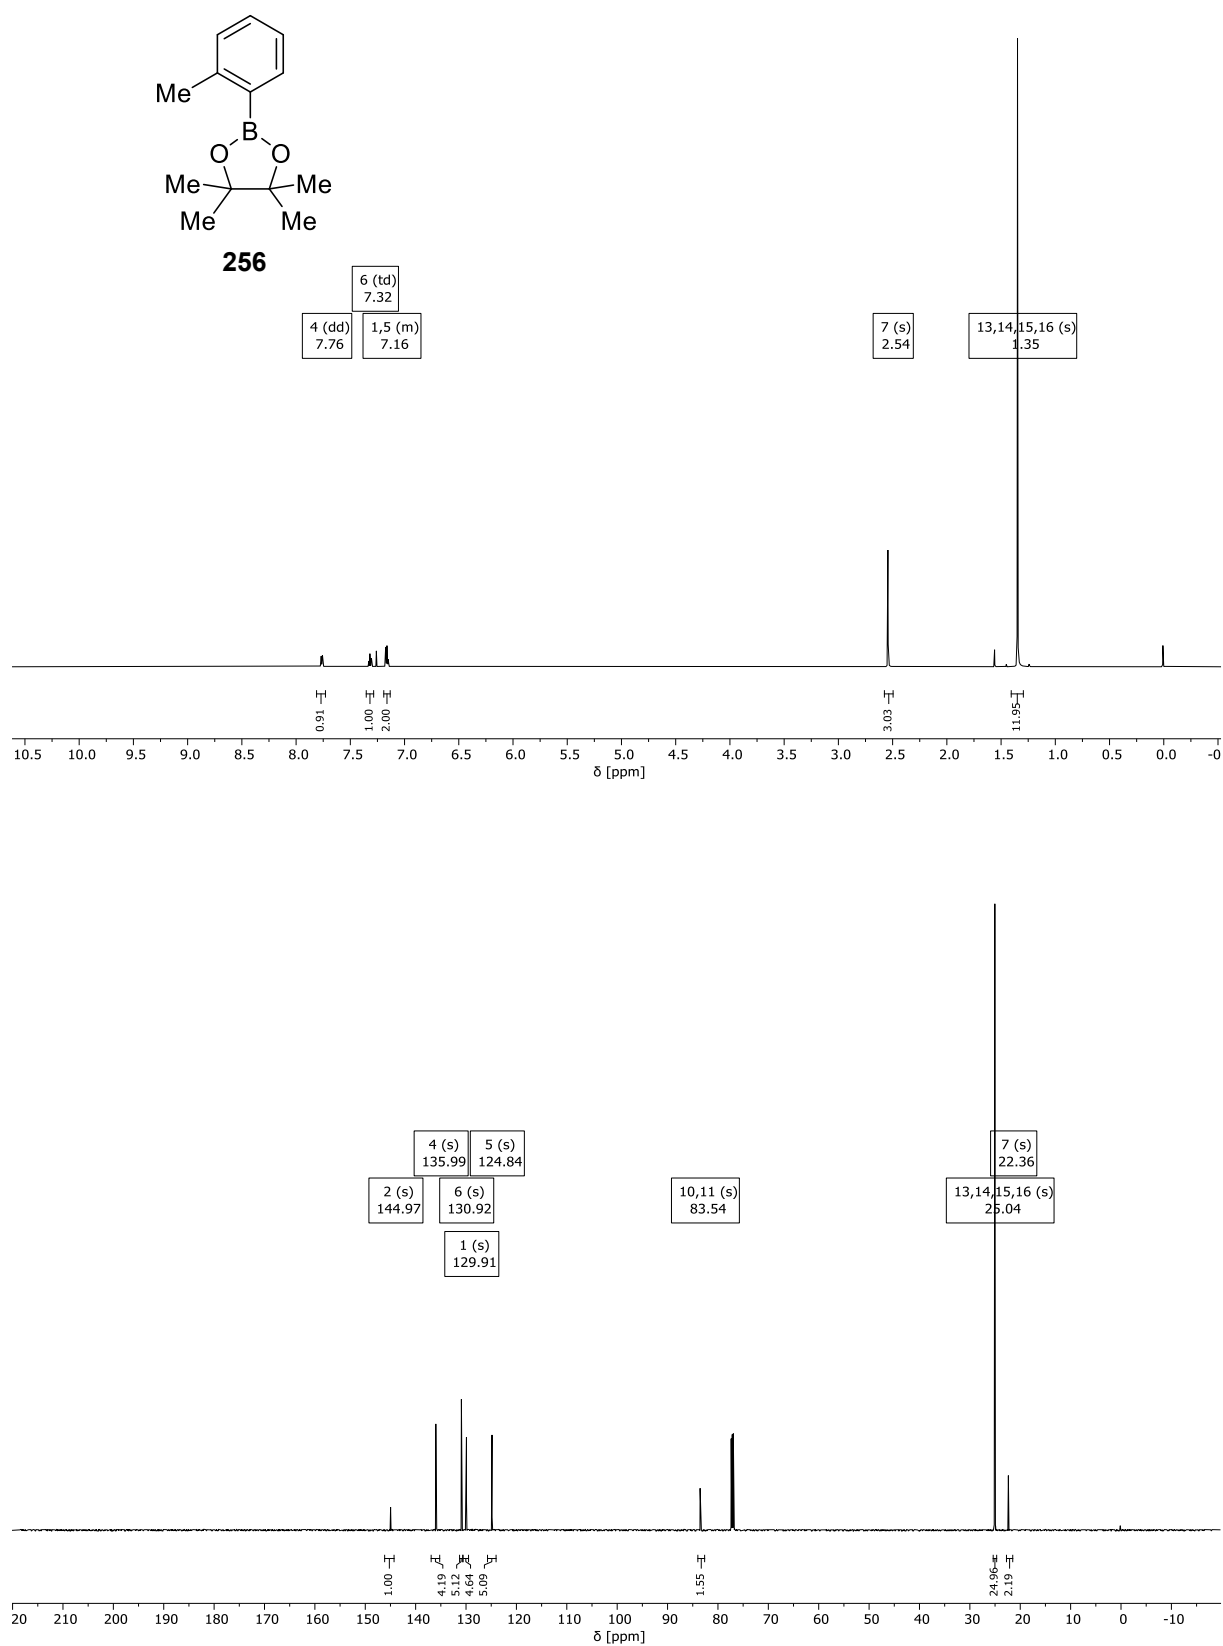 Me
B
O
O
Me
Me
Me
Me
256
6 (td)
7.32
4 (dd)
7.76
1,5 (m)
7.16
7 (s)
2.54
13,14,15,16 (s)
1.35
0.91
1.00
2.00
3.03
11.95
10.5 10.0 9.5 9.0 8.5 8.0 7.5 7.0 6.5 6.0 5.5 5.0 4.5 4.0 3.5 3.0 2.5 2.0 1.5 1.0 0.5 0.0 -0
δ [ppm]
4 (s)
135.99
5 (s)
124.84
7 (s)
22.36
2 (s)
144.97
6 (s)
130.92
10,11 (s)
83.54
13,14,15,16 (s)
25.04
1 (s)
129.91
1.00
4.19
5.12
4.64
5.09
1.55
24.96
2.19
20 210 200 190 180 170 160 150 140 130 120 110 100 90 80 70 60 50 40 30 20 10 0 -10
δ [ppm]